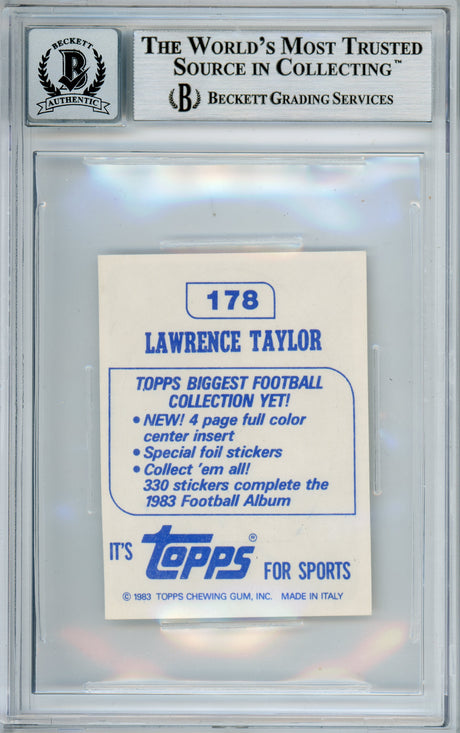 BECKETT
B
AUTHENTIC
THE WORLD'S MOST TRUSTED
SOURCE IN COLLECTING™
B BECKETT GRADING SERVICES
178
LAWRENCE TAYLOR
TOPPS BIGGEST FOOTBALL
COLLECTION YET!
• NEW! 4 page full color
center insert
• Special foil stickers
• Collect 'em all!
330 stickers complete the
1983 Football Album
IT'S topps® FOR SPORTS
© 1983 TOPPS CHEWING GUM, INC. MADE IN ITALY